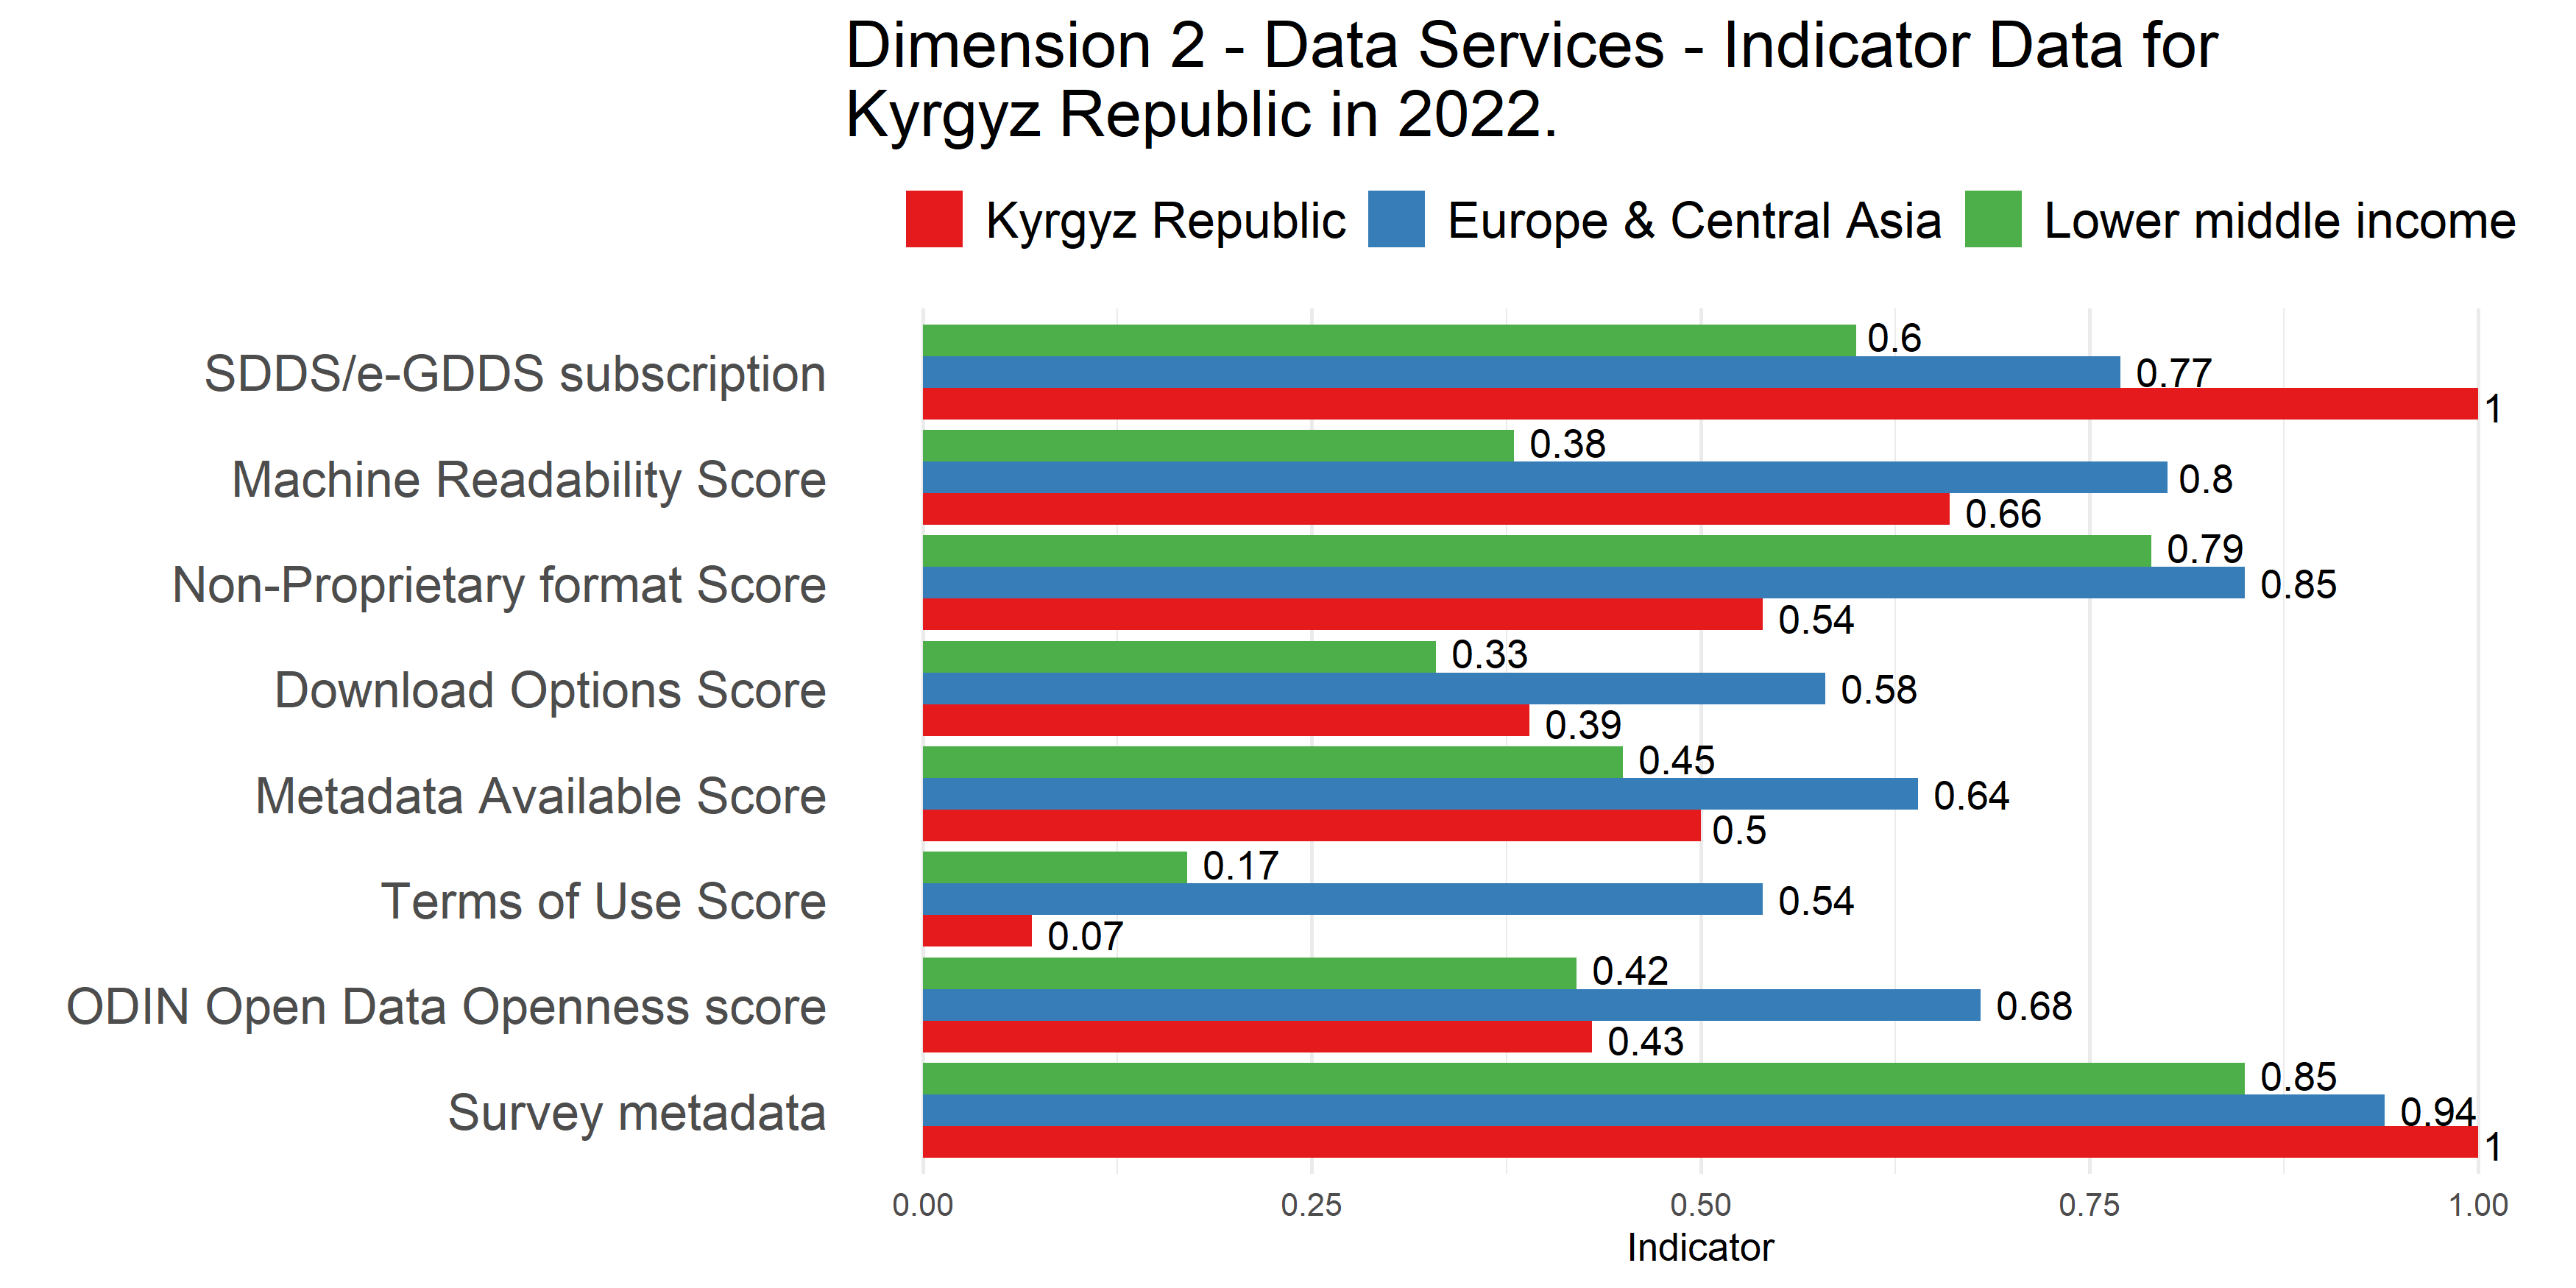 Dimension 2 - Data Services - Indicator Data for
Kyrgyz Republic in 2022.
Kyrgyz Republic
Europe & Central Asia
Lower middle income
SDDS/e-GDDS subscription
0.6
0.77
1
Machine Readability Score
0.38
0.8
0.66
Non-Proprietary format Score
0.79
0.85
0.54
Download Options Score
0.33
0.58
0.39
Metadata Available Score
0.45
0.64
0.5
Terms of Use Score
0.17
0.54
0.07
ODIN Open Data Openness score
0.42
0.68
0.43
Survey metadata
0.85
0.94
1
0.00 0.25 0.50 0.75 1.00
Indicator